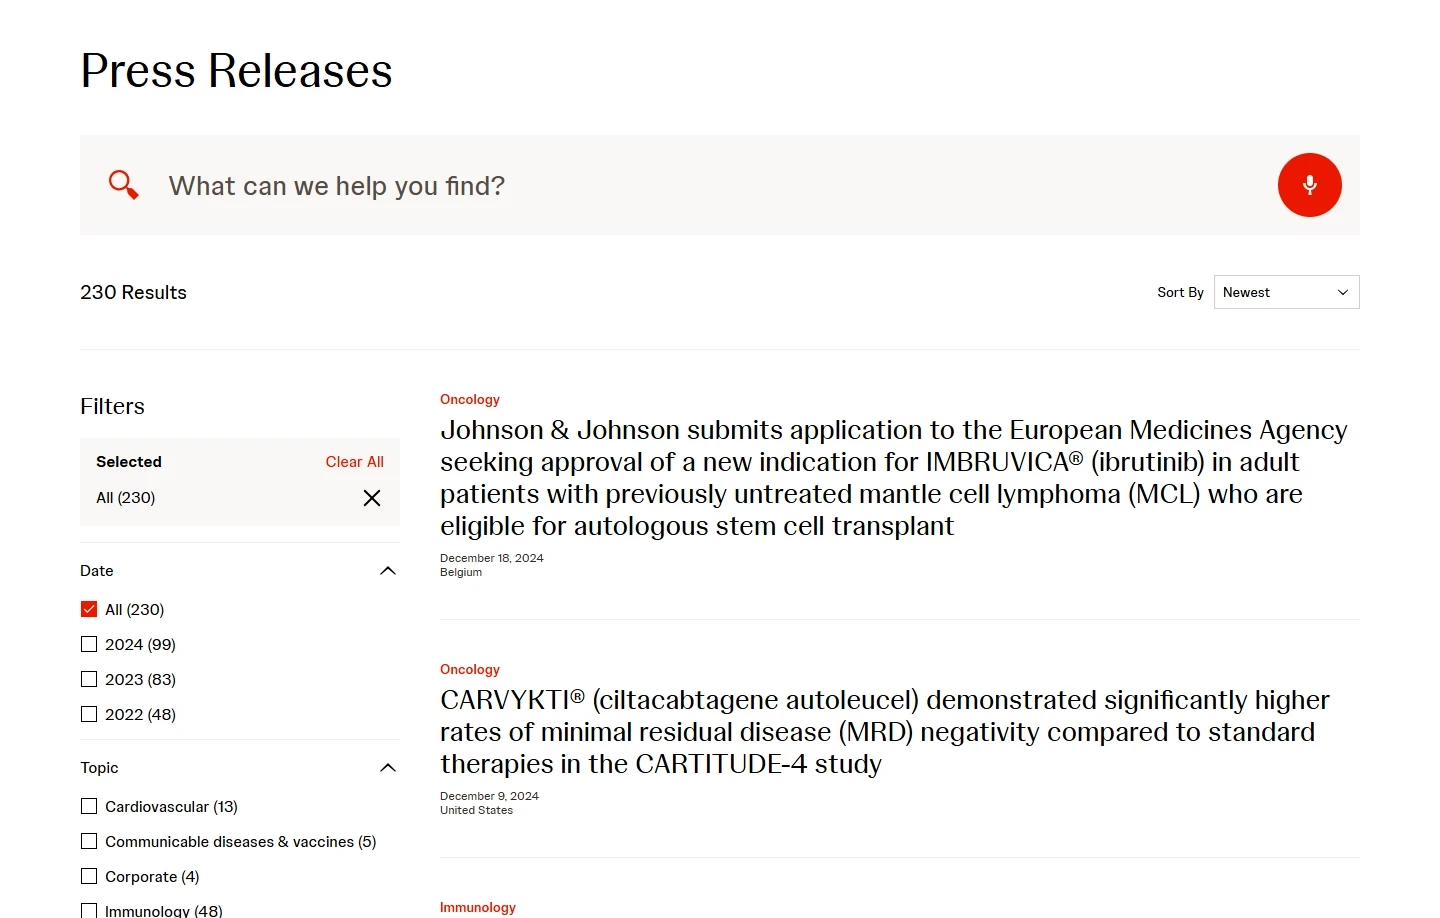 Press Releases
What can we help you find?
230 Results
Sort By
Newest
Filters
Selected
Clear All
All (230)
Date
All (230)
2024 (99)
2023 (83)
2022 (48)
Topic
Cardiovascular (13)
Communicable diseases & vaccines (5)
Corporate (4)
Immunology (48)
Oncology
Johnson & Johnson submits application to the European Medicines Agency
seeking approval of a new indication for IMBRUVICA® (ibrutinib) in adult
patients with previously untreated mantle cell lymphoma (MCL) who are
eligible for autologous stem cell transplant
December 18, 2024
Belgium
Oncology
CARVYKTI® (ciltacabtagene autoleucel) demonstrated significantly higher
rates of minimal residual disease (MRD) negativity compared to standard
therapies in the CARTITUDE-4 study
December 9, 2024
United States
Immunology